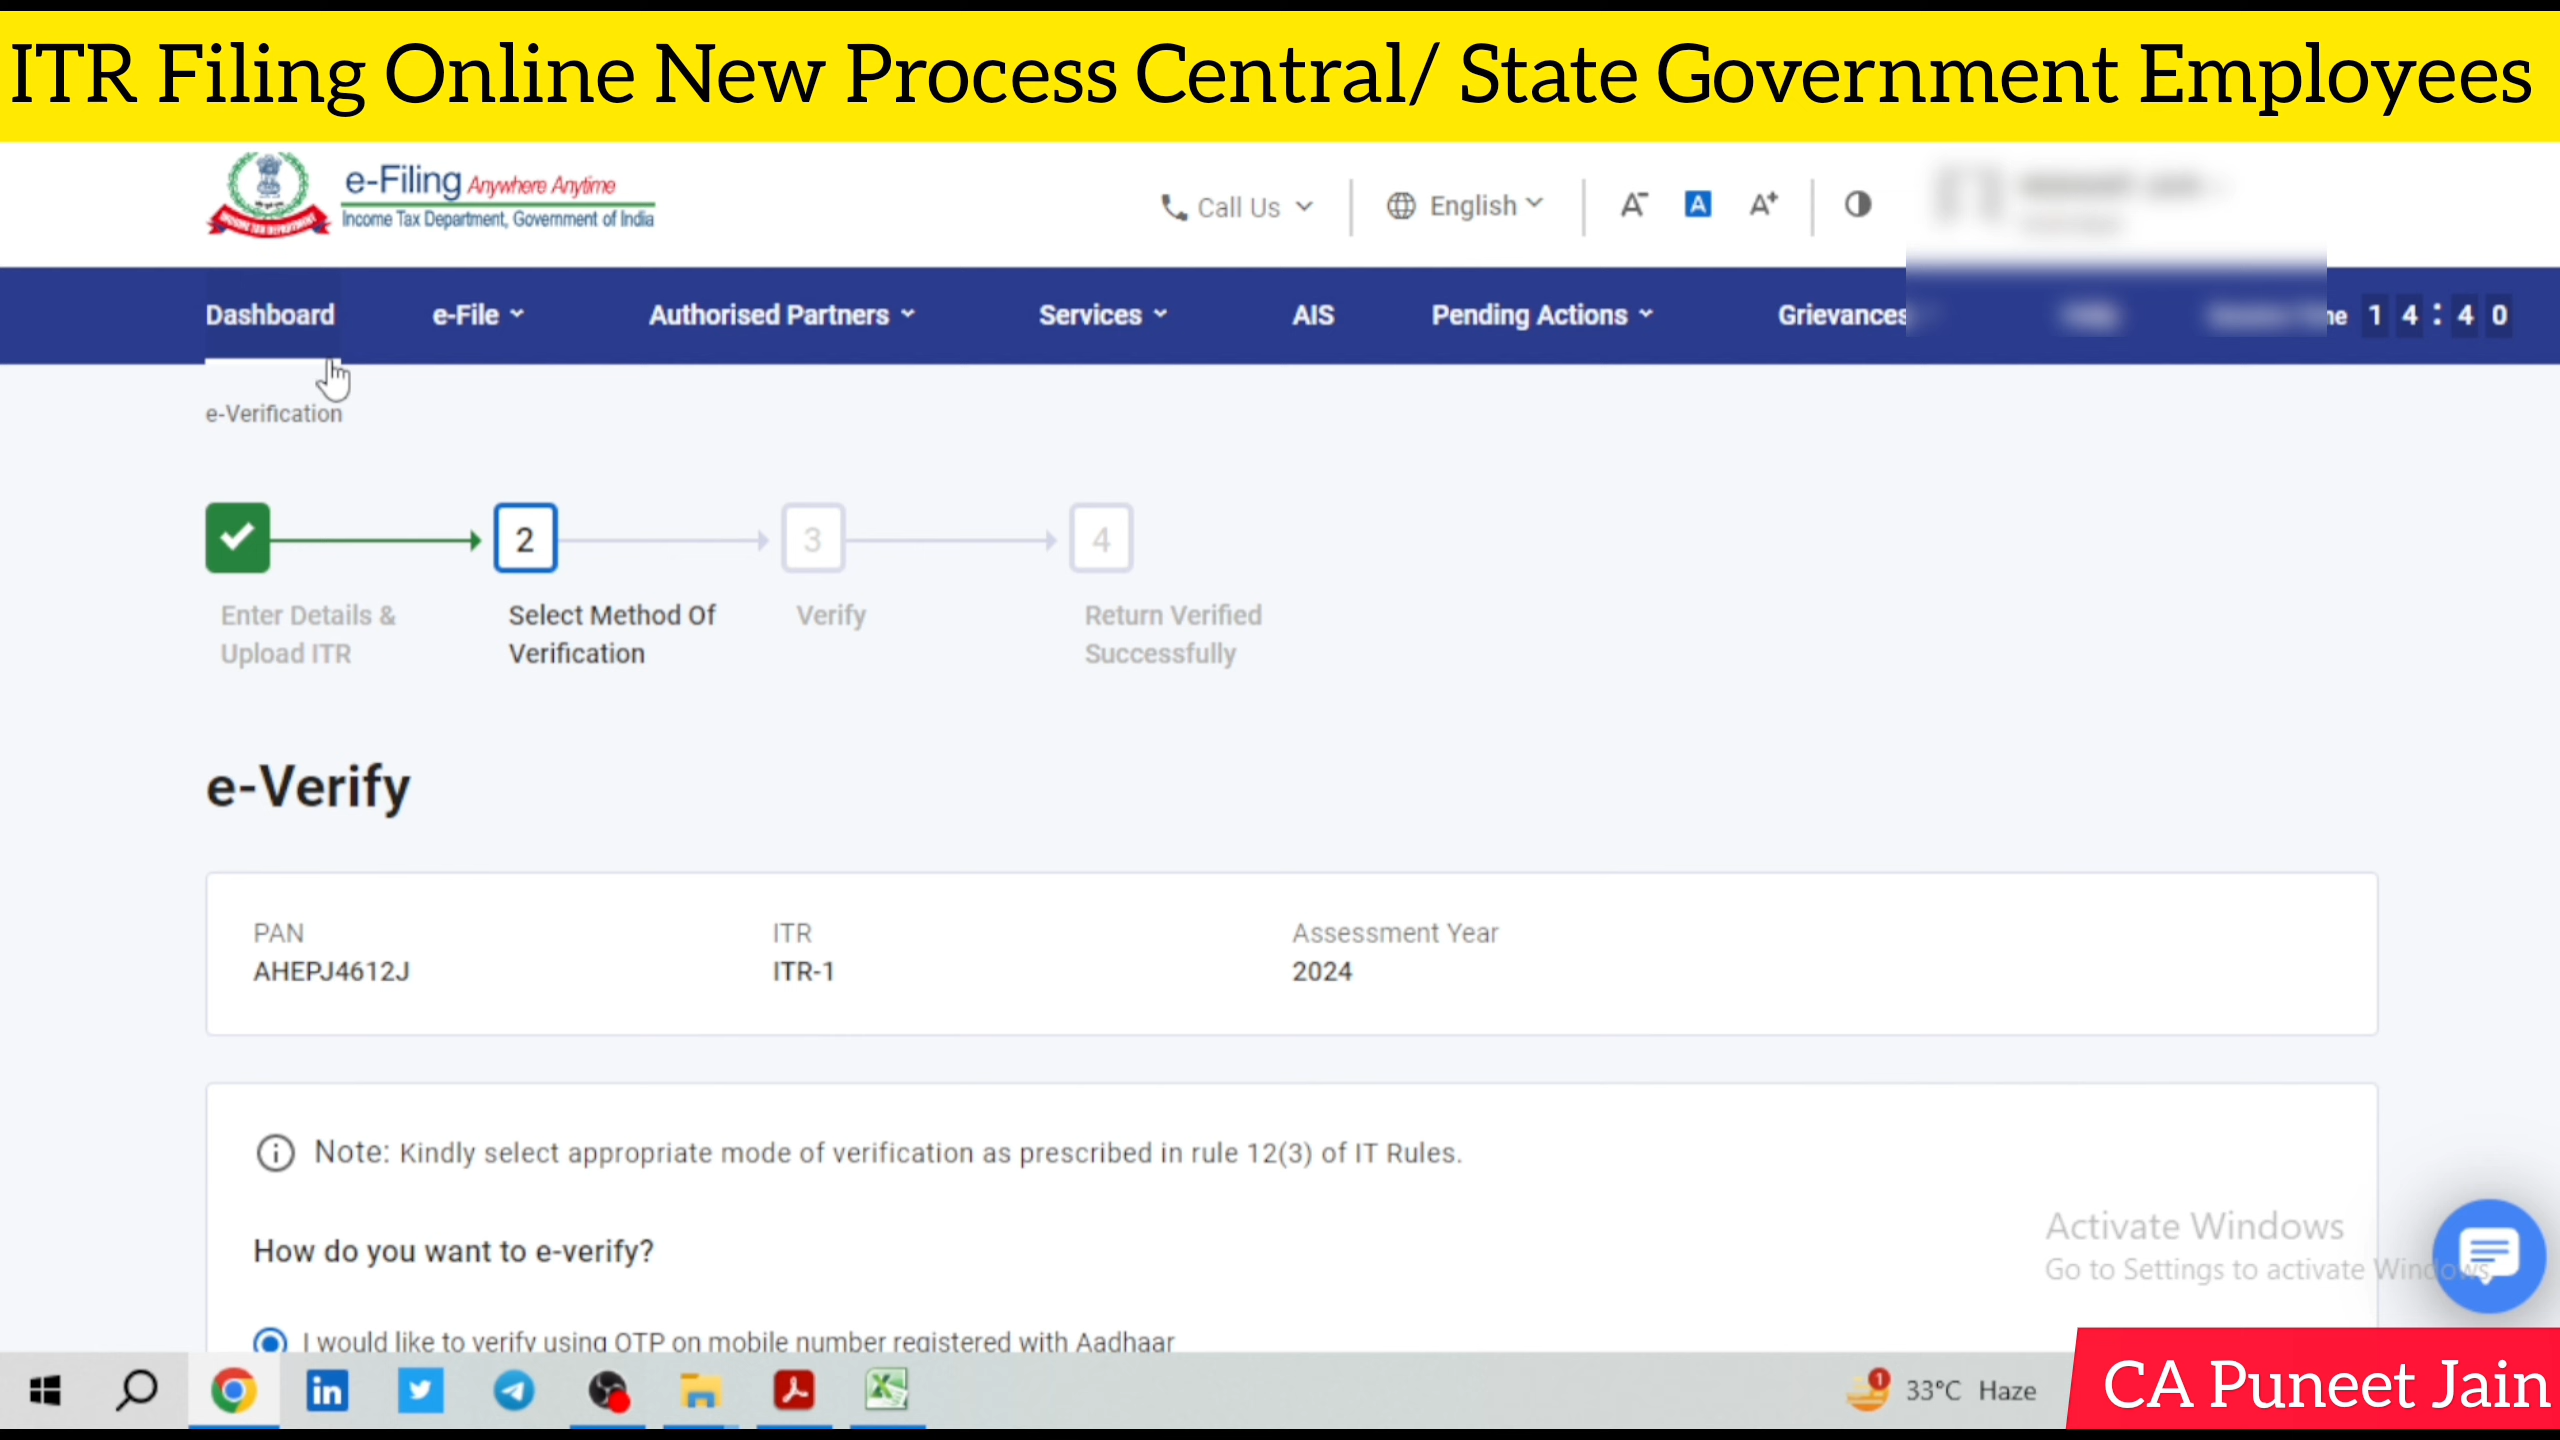 ITR Filing Online New Process Central/ State Government Employees
e-Filing Anywhere Anytime
Income Tax Department, Government of India
Call Us
English
A-
A
A+
Dashboard
e-File
Authorised Partners
Services
AIS
Pending Actions
Grievances
14:40
e-Verification
2
3
4
Enter Details &
Upload ITR
Select Method Of
Verification
Verify
Return Verified
Successfully
e-Verify
PAN
ITR
Assessment Year
AHEPJ4612J
ITR-1
2024
Note: Kindly select appropriate mode of verification as prescribed in rule 12(3) of IT Rules.
How do you want to e-verify?
I would like to verify using OTP on mobile number registered with Aadhaar
Activate Windows
Go to Settings to activate Windows.
in
1
33°C Haze
CA Puneet Jain